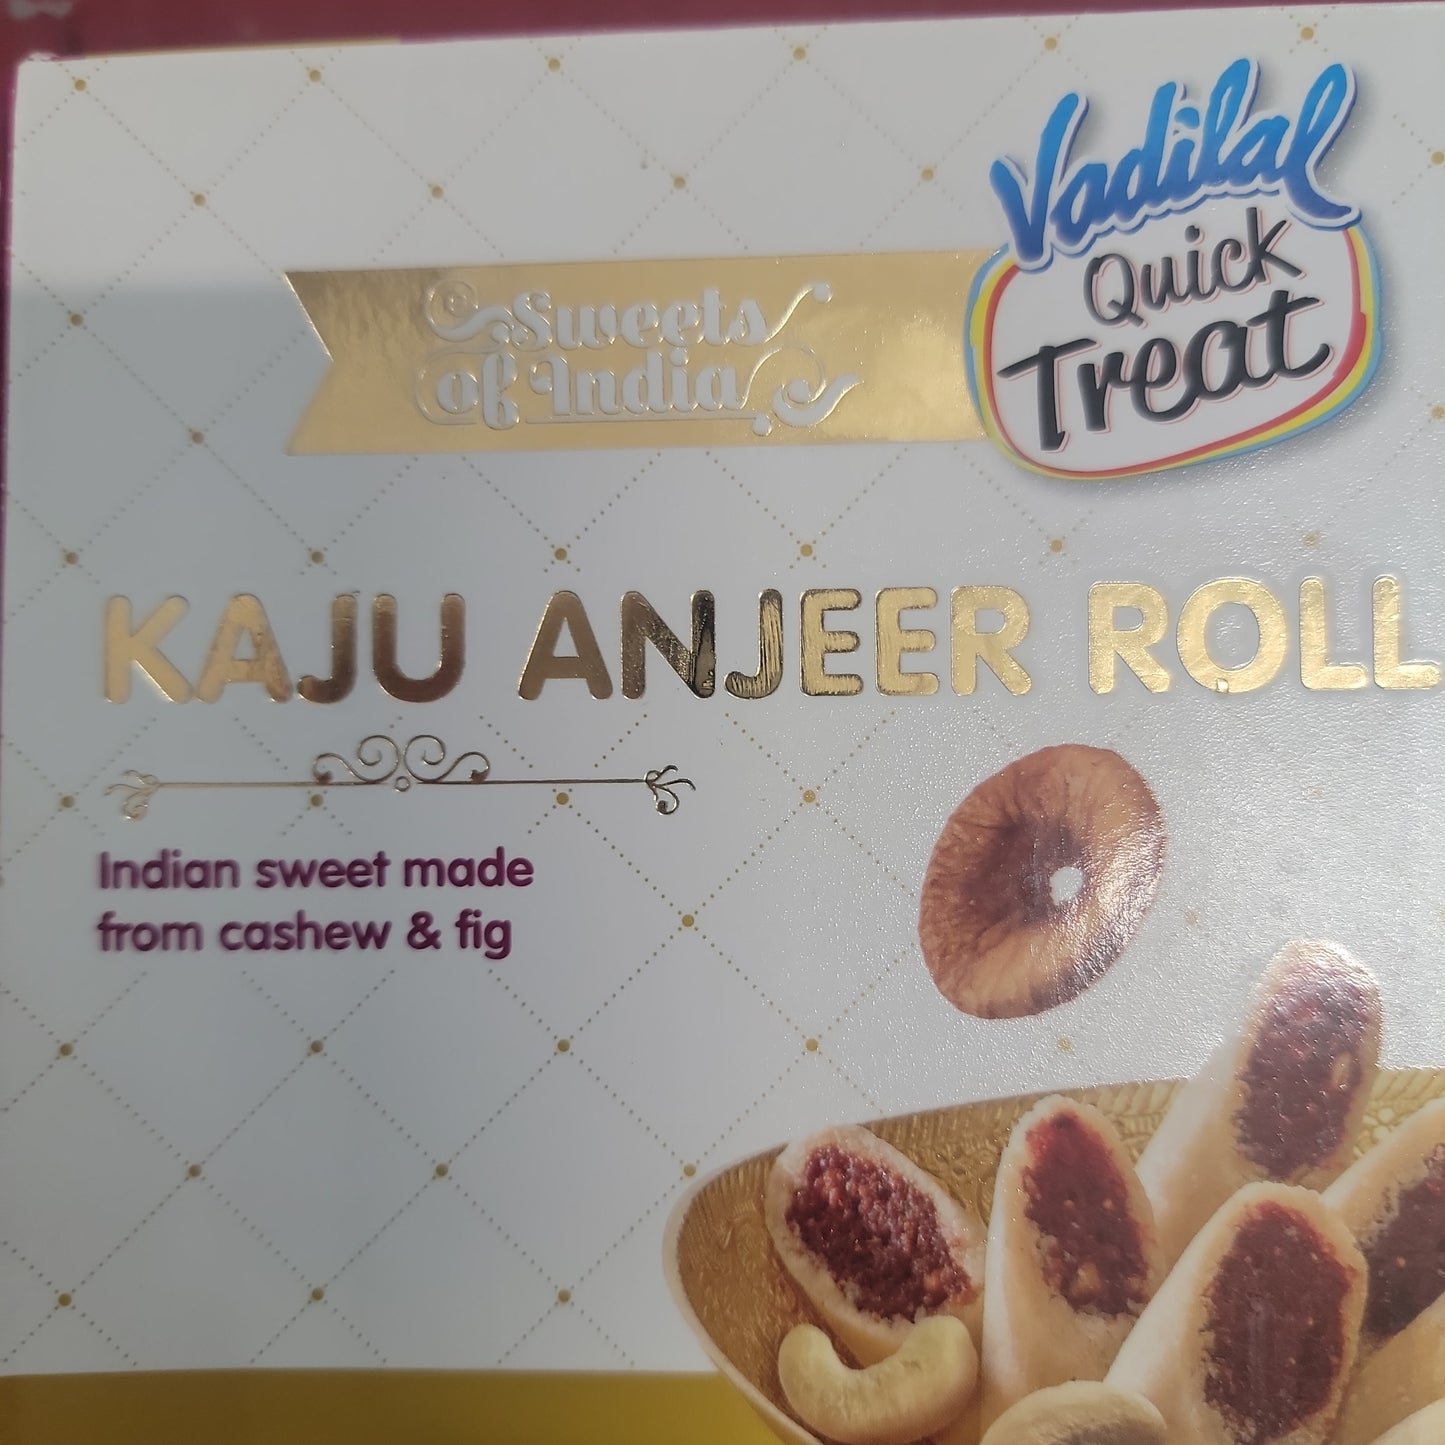 Vadilal
Quick
Treat
Sweets
of India
KAJU ANJEER ROLL
Indian sweet made
from cashew & fig